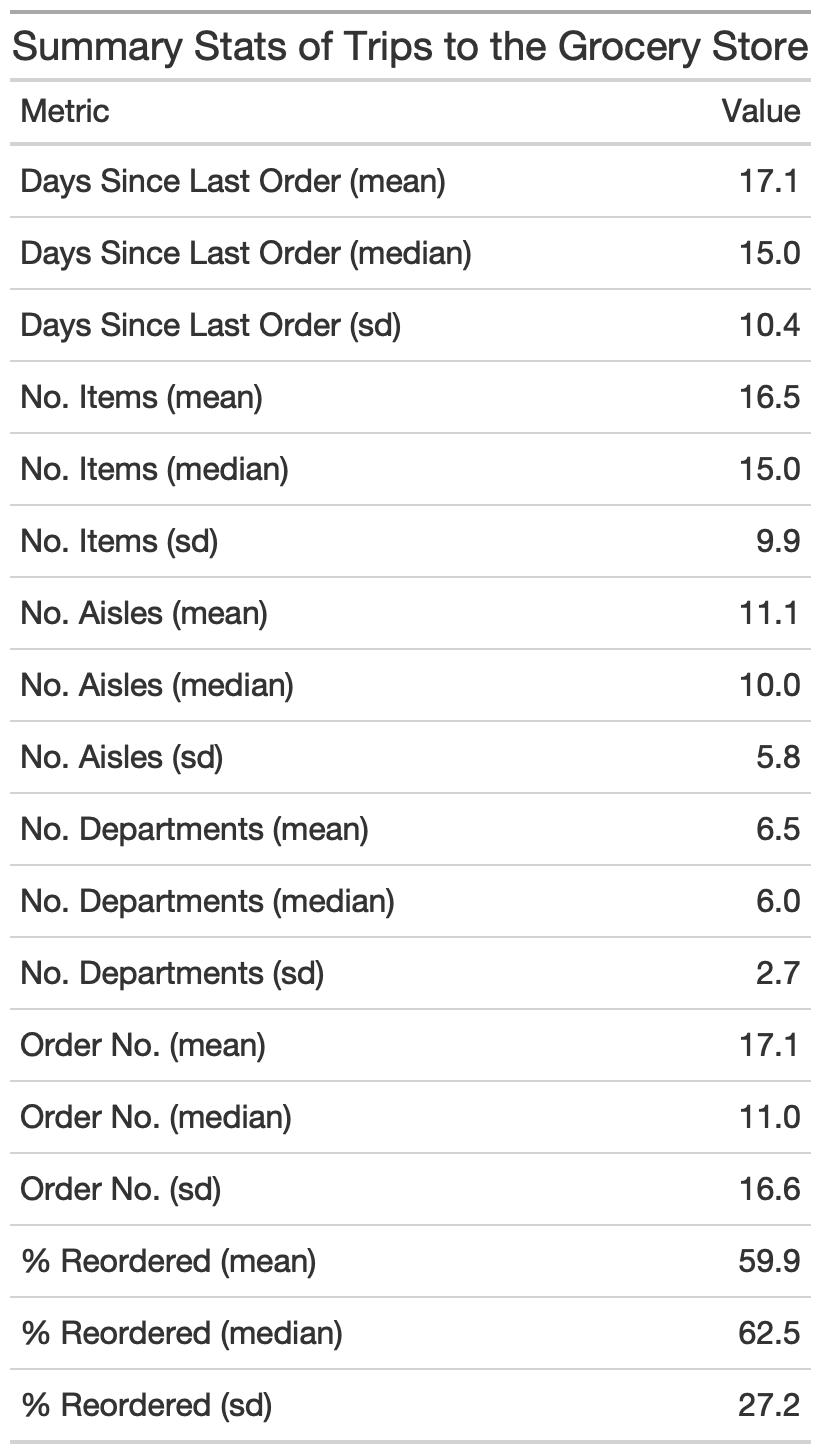 Summary Stats of Trips to the Grocery Store
Metric Value
Days Since Last Order (mean) 17.1
Days Since Last Order (median) 15.0
Days Since Last Order (sd) 10.4
No. Items (mean) 16.5
No. Items (median) 15.0
No. Items (sd) 9.9
No. Aisles (mean) 11.1
No. Aisles (median) 10.0
No. Aisles (sd) 5.8
No. Departments (mean) 6.5
No. Departments (median) 6.0
No. Departments (sd) 2.7
Order No. (mean) 17.1
Order No. (median) 11.0
Order No. (sd) 16.6
% Reordered (mean) 59.9
% Reordered (median) 62.5
% Reordered (sd) 27.2